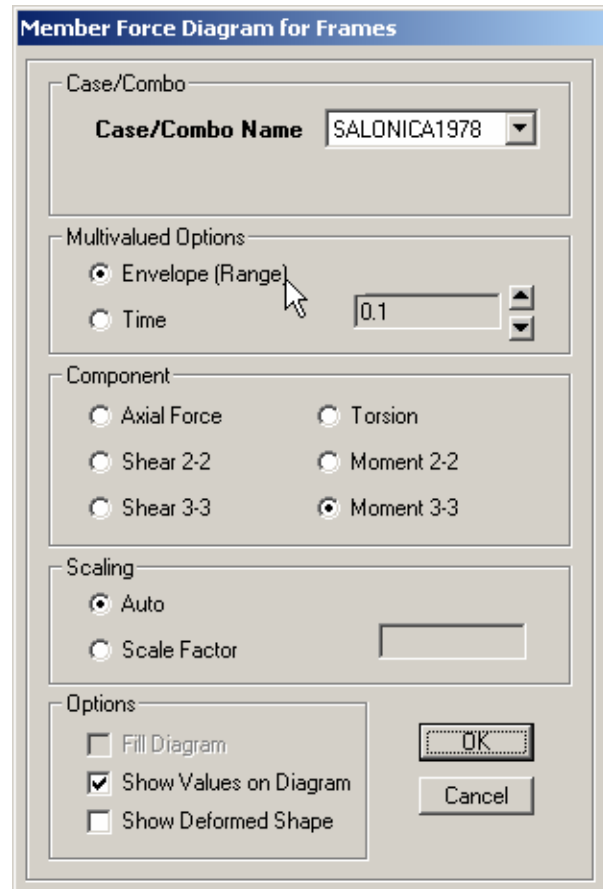 Member Force Diagram for Frames
Case/Combo
Case/Combo Name SALONICA1978
Multivalued Options
Envelope (Range)
Time 0.1
Component
Axial Force Torsion
Shear 2-2 Moment 2-2
Shear 3-3 Moment 3-3
Scaling
Auto
Scale Factor
Options
Fill Diagram OK
Show Values on Diagram
Cancel
Show Deformed Shape